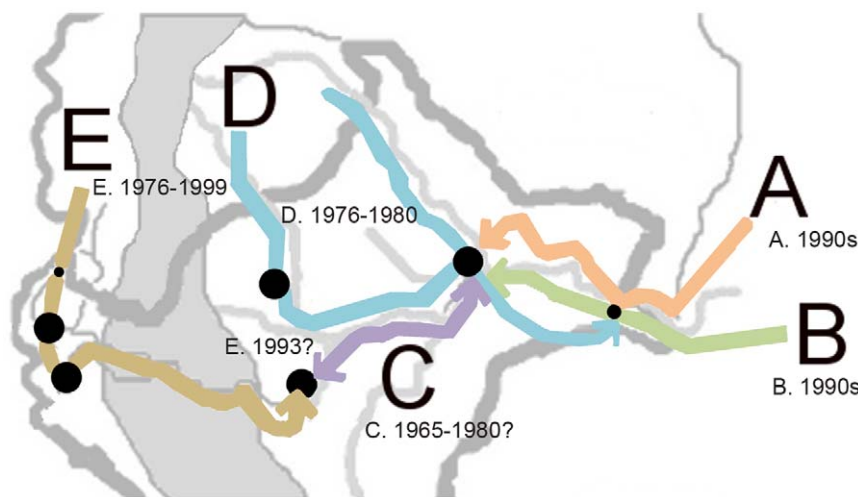 D
E
E. 1976-1999
A
D. 1976-1980
A. 1990s
E. 1993?
B
C
B. 1990s
C. 1965-1980?